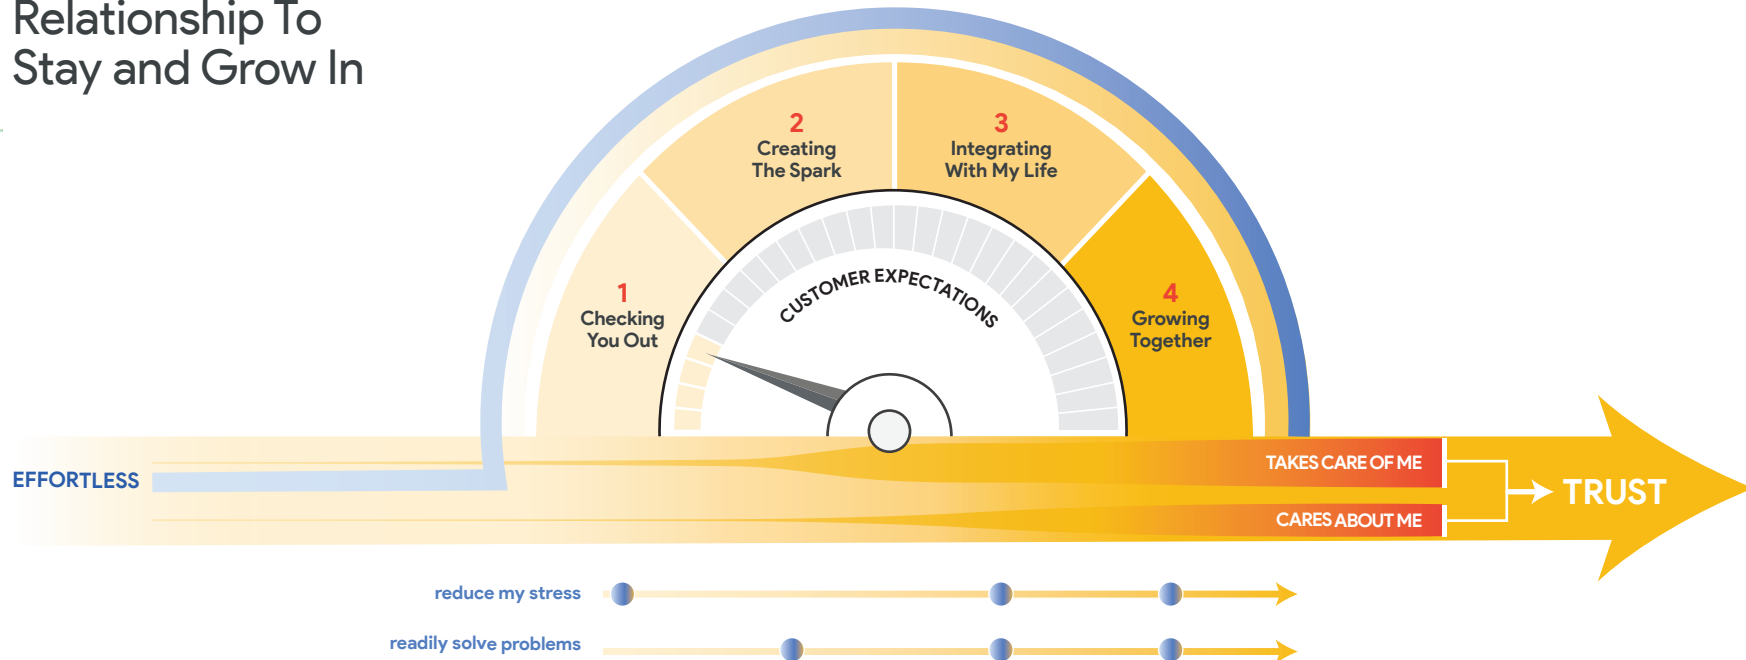 Relationship To
Stay and Grow In
2
Creating
The Spark
3
Integrating
With My Life
1
Checking
You Out
CUSTOMER EXPECTATIONS
4
Growing
Together
EFFORTLESS
TAKES CARE OF ME
CARES ABOUT ME
TRUST
reduce my stress
readily solve problems